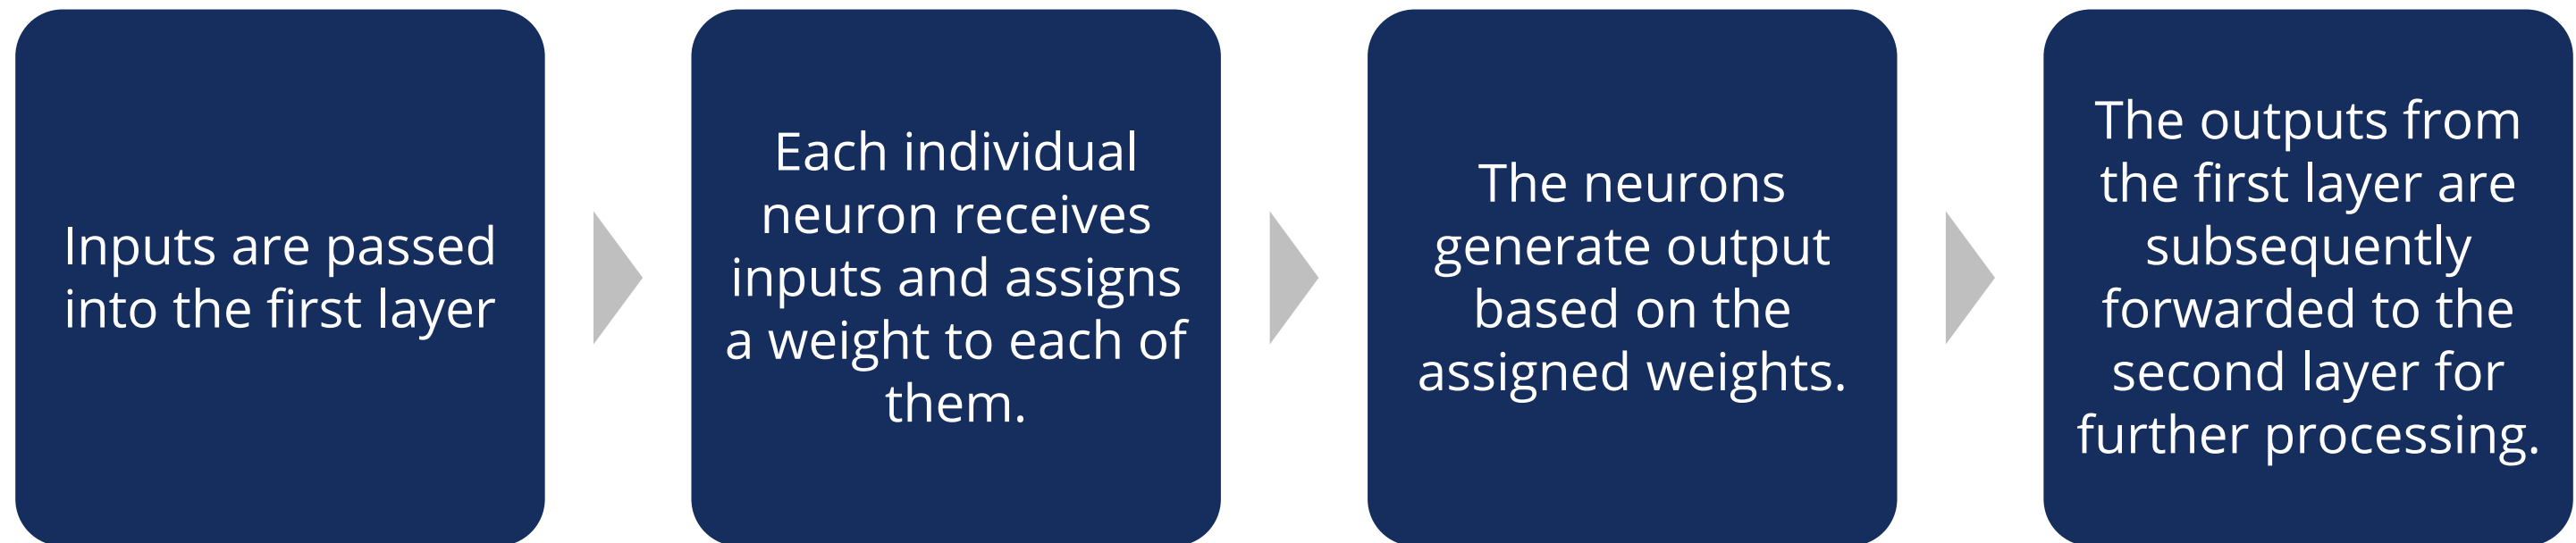 Inputs are passed
into the first layer
Each individual
neuron receives
inputs and assigns
a weight to each of
them.
The neurons
generate output
based on the
assigned weights.
The outputs from
the first layer are
subsequently
forwarded to the
second layer for
further processing.